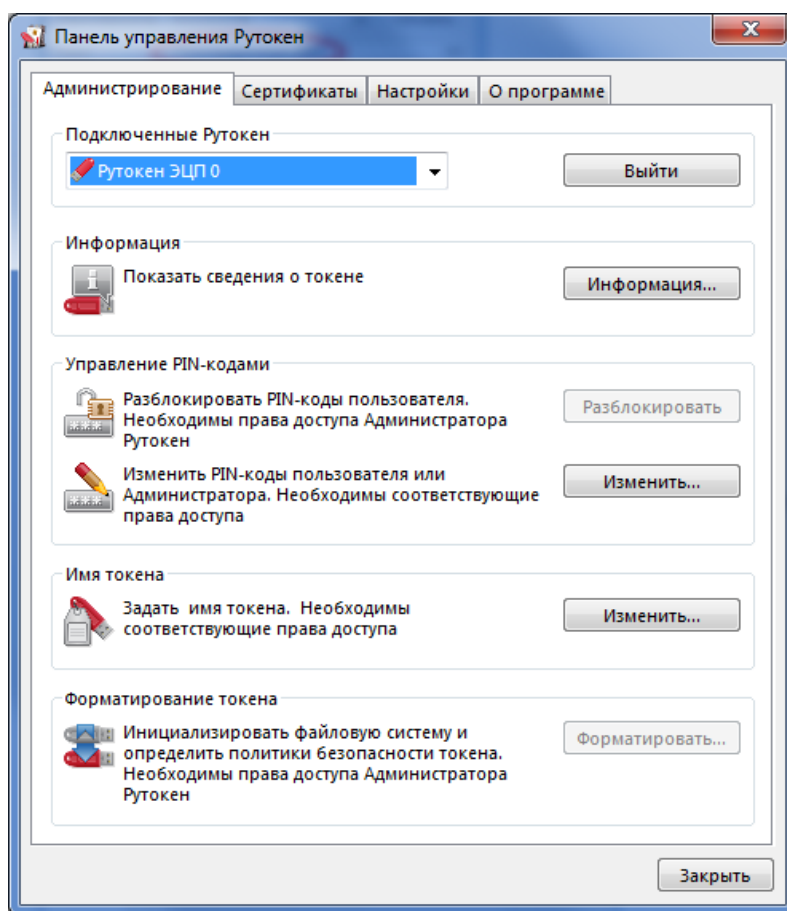 Панель управления Рутокен
Администрирование Сертификаты Настройки О программе
Подключенные Рутокен
Рутокен ЭЦП 0
Выйти
Информация
Показать сведения о токене
Информация...
Управление PIN-кодами
Разблокировать PIN-коды пользователя.
Необходимы права доступа Администратора
Рутокен
Разблокировать
Изменить PIN-коды пользователя или
Администратора. Необходимы соответствующие
права доступа
Изменить...
Имя токена
Задать имя токена. Необходимы
соответствующие права доступа
Изменить...
Форматирование токена
Инициализировать файловую систему и
определить политики безопасности токена.
Необходимы права доступа Администратора
Рутокен
Форматировать...
Закрыть